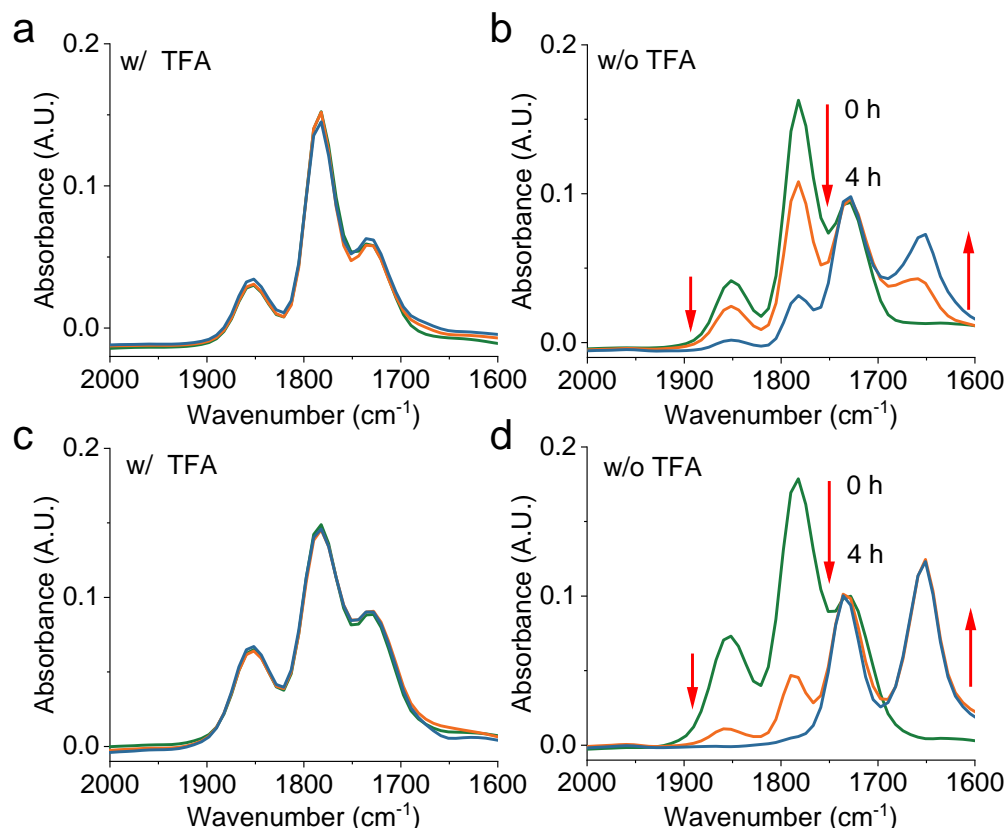 a
w/ TFA
Absorbance (A.U.)
0.2
0.1
0.0
2000 1900 1800 1700 1600
Wavenumber (cm⁻¹)
b
w/o TFA
0 h
4 h
Absorbance (A.U.)
0.2
0.1
0.0
2000 1900 1800 1700 1600
Wavenumber (cm⁻¹)
c
w/ TFA
Absorbance (A.U.)
0.2
0.1
0.0
2000 1900 1800 1700 1600
Wavenumber (cm⁻¹)
d
w/o TFA
0 h
4 h
Absorbance (A.U.)
0.2
0.1
0.0
2000 1900 1800 1700 1600
Wavenumber (cm⁻¹)